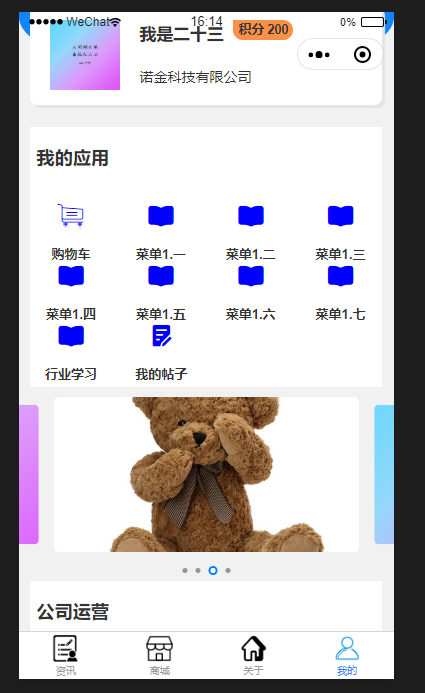 WeChat 16:14 0%
我是二十三 积分 200
诺金科技有限公司
我的应用
购物车 菜单1.一 菜单1.二 菜单1.三
菜单1.四 菜单1.五 菜单1.六 菜单1.七
行业学习 我的帖子
公司运营
资讯 商城 关于 我的